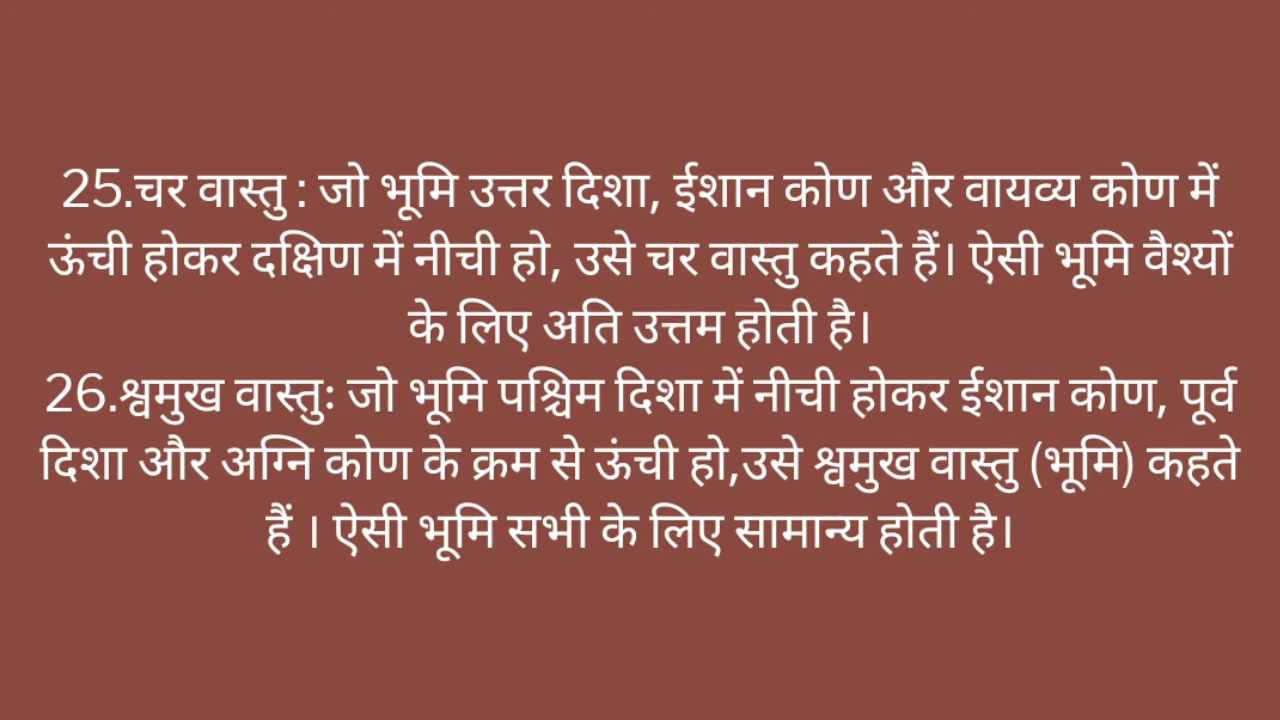 25.चर वास्तु : जो भूमि उत्तर दिशा, ईशान कोण और वायव्य कोण में
ऊंची होकर दक्षिण में नीची हो, उसे चर वास्तु कहते हैं। ऐसी भूमि वैश्यों
के लिए अति उत्तम होती है।
26.श्वमुख वास्तुः जो भूमि पश्चिम दिशा में नीची होकर ईशान कोण, पूर्व
दिशा और अग्नि कोण के क्रम से ऊंची हो,उसे श्वमुख वास्तु (भूमि) कहते
हैं । ऐसी भूमि सभी के लिए सामान्य होती है।